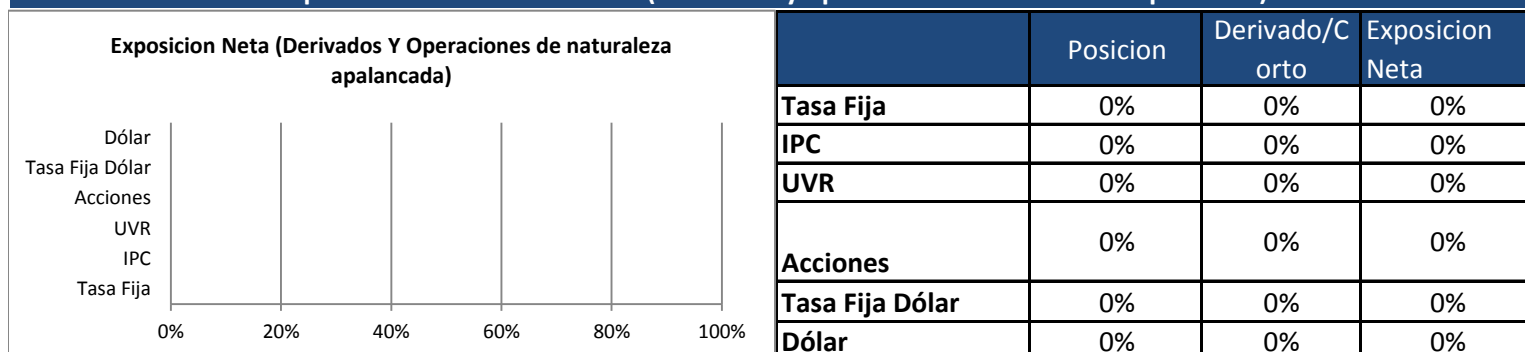 Exposicion Neta (Derivados Y Operaciones de naturaleza
apalancada)
Dólar
Tasa Fija Dólar
Acciones
UVR
IPC
Tasa Fija
0% 20% 40% 60% 80% 100%
Posicion Derivado/C Exposicion
orto Neta
Tasa Fija 0% 0% 0%
IPC 0% 0% 0%
UVR 0% 0% 0%
Acciones 0% 0% 0%
Tasa Fija Dólar 0% 0% 0%
Dólar 0% 0% 0%